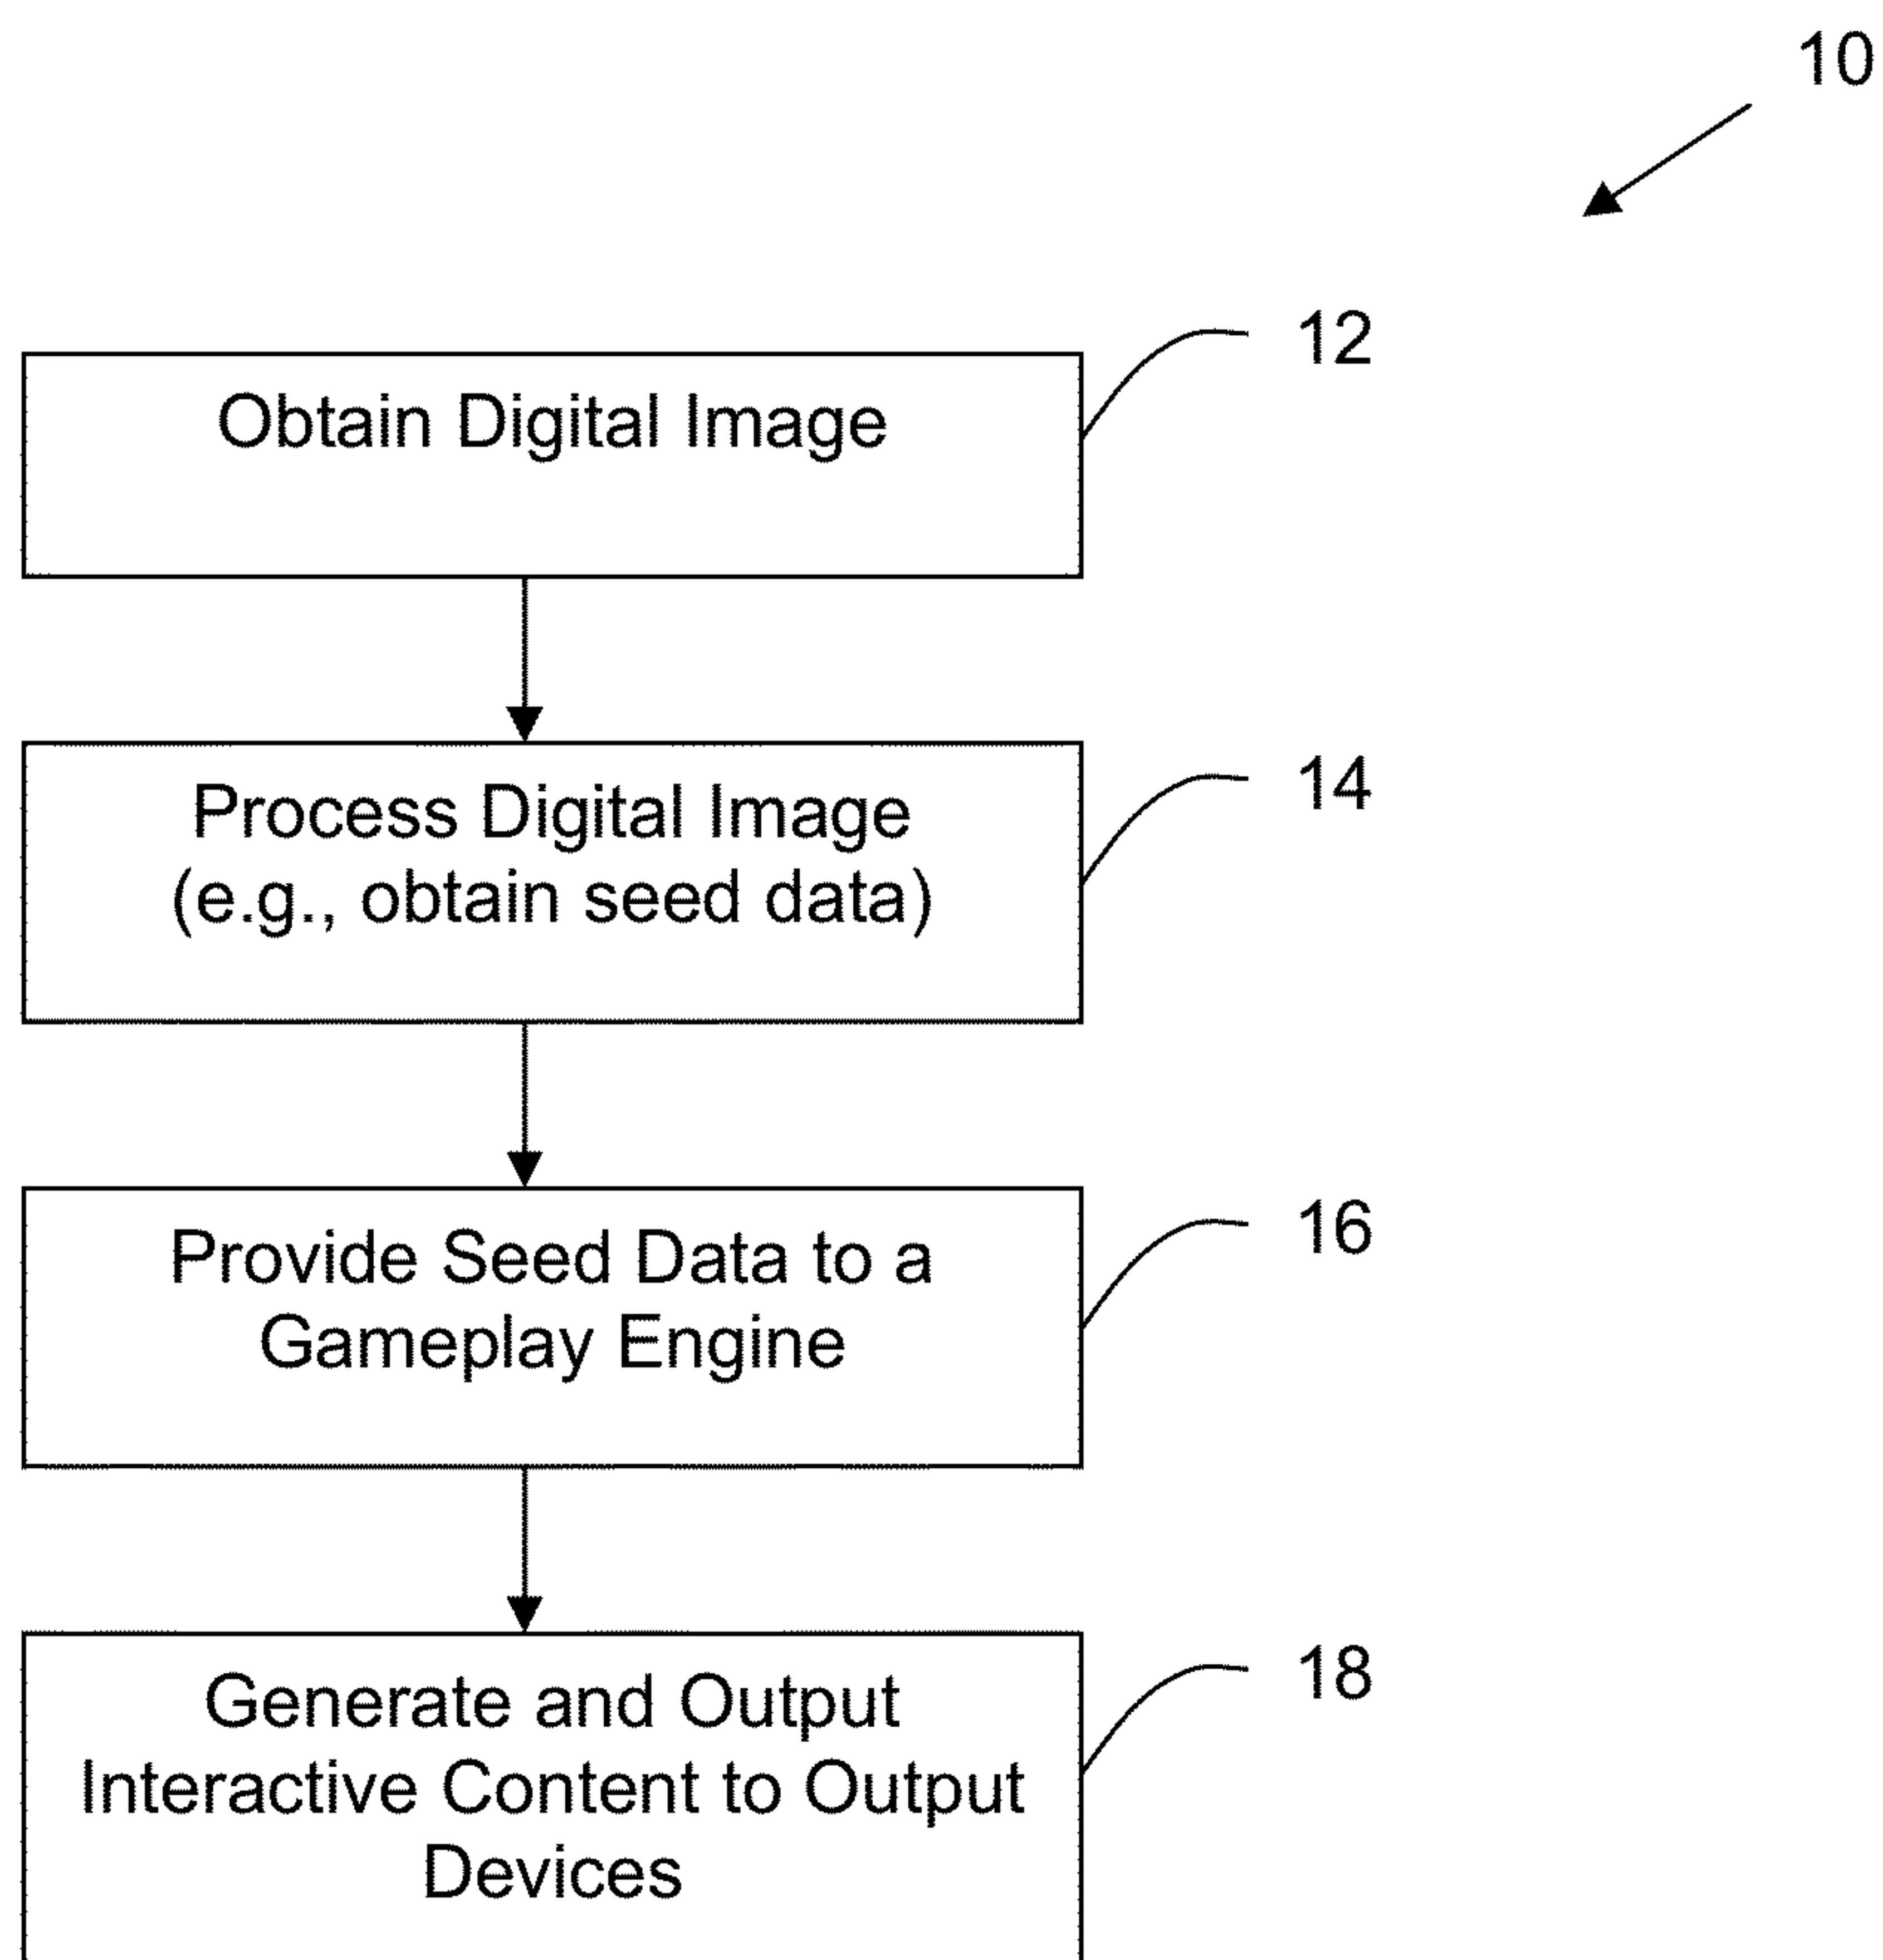 10
12
Obtain Digital Image
14
Process Digital Image
(e.g., obtain seed data)
16
Provide Seed Data to a
Gameplay Engine
18
Generate and Output
Interactive Content to Output
Devices